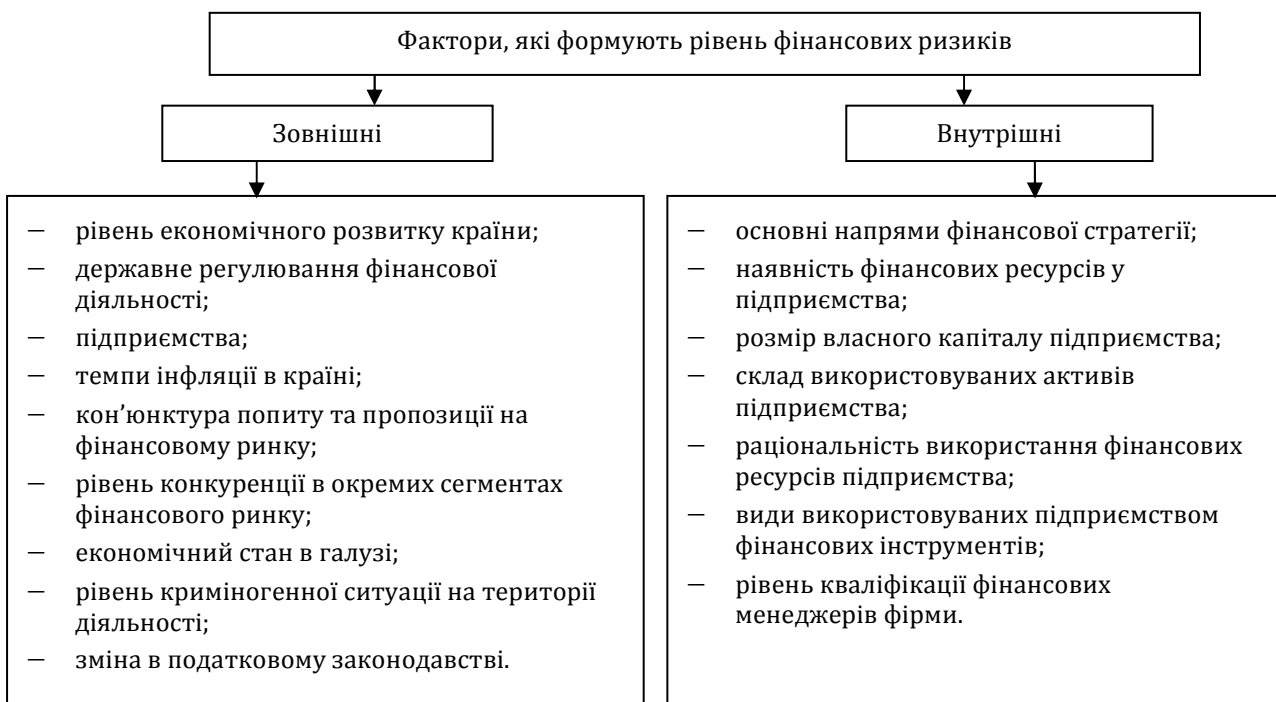 Фактори, які формують рівень фінансових ризиків
Зовнішні
Внутрішні
— рівень економічного розвитку країни;
— державне регулювання фінансової
діяльності;
— підприємства;
— темпи інфляції в країні;
— кон’юнктура попиту та пропозиції на
фінансовому ринку;
— рівень конкуренції в окремих сегментах
фінансового ринку;
— економічний стан в галузі;
— рівень криміногенної ситуації на території
діяльності;
— зміна в податковому законодавстві.
— основні напрями фінансової стратегії;
— наявність фінансових ресурсів у
підприємства;
— розмір власного капіталу підприємства;
— склад використовуваних активів
підприємства;
— раціональність використання фінансових
ресурсів підприємства;
— види використовуваних підприємством
фінансових інструментів;
— рівень кваліфікації фінансових
менеджерів фірми.